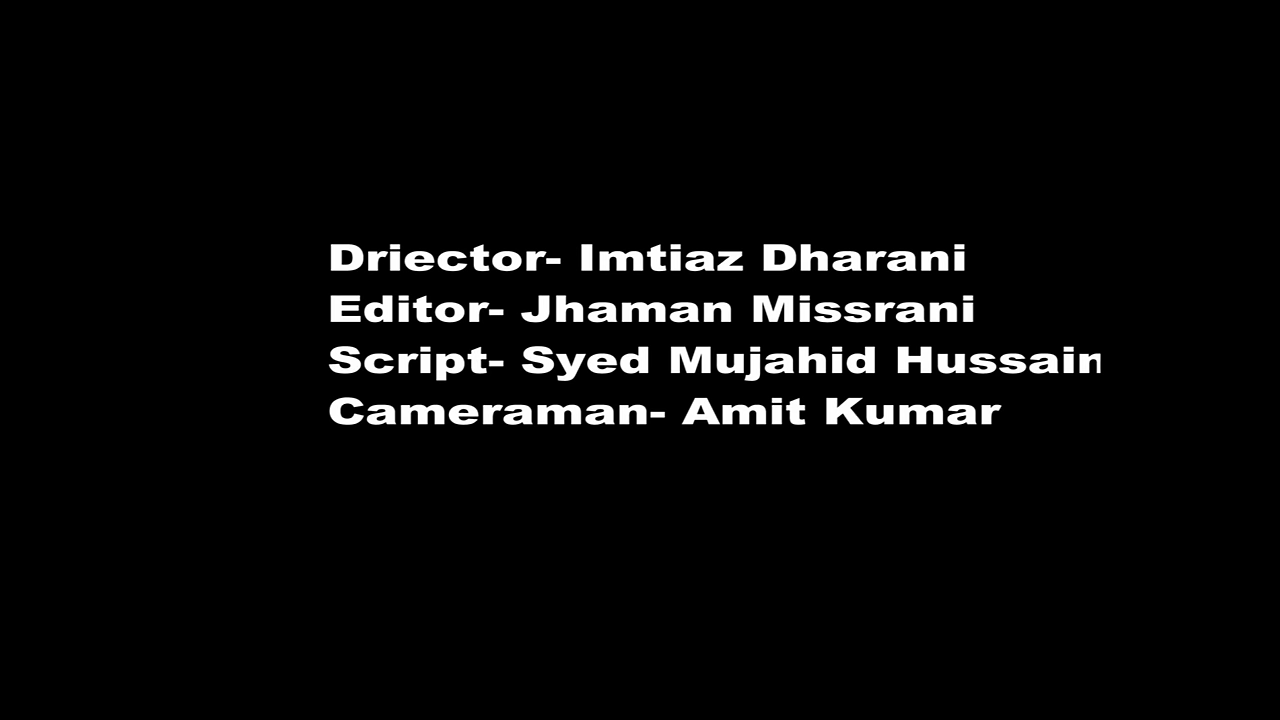 Driector- Imtiaz Dharani
Editor- Jhaman Missrani
Script- Syed Mujahid Hussain
Cameraman- Amit Kumar